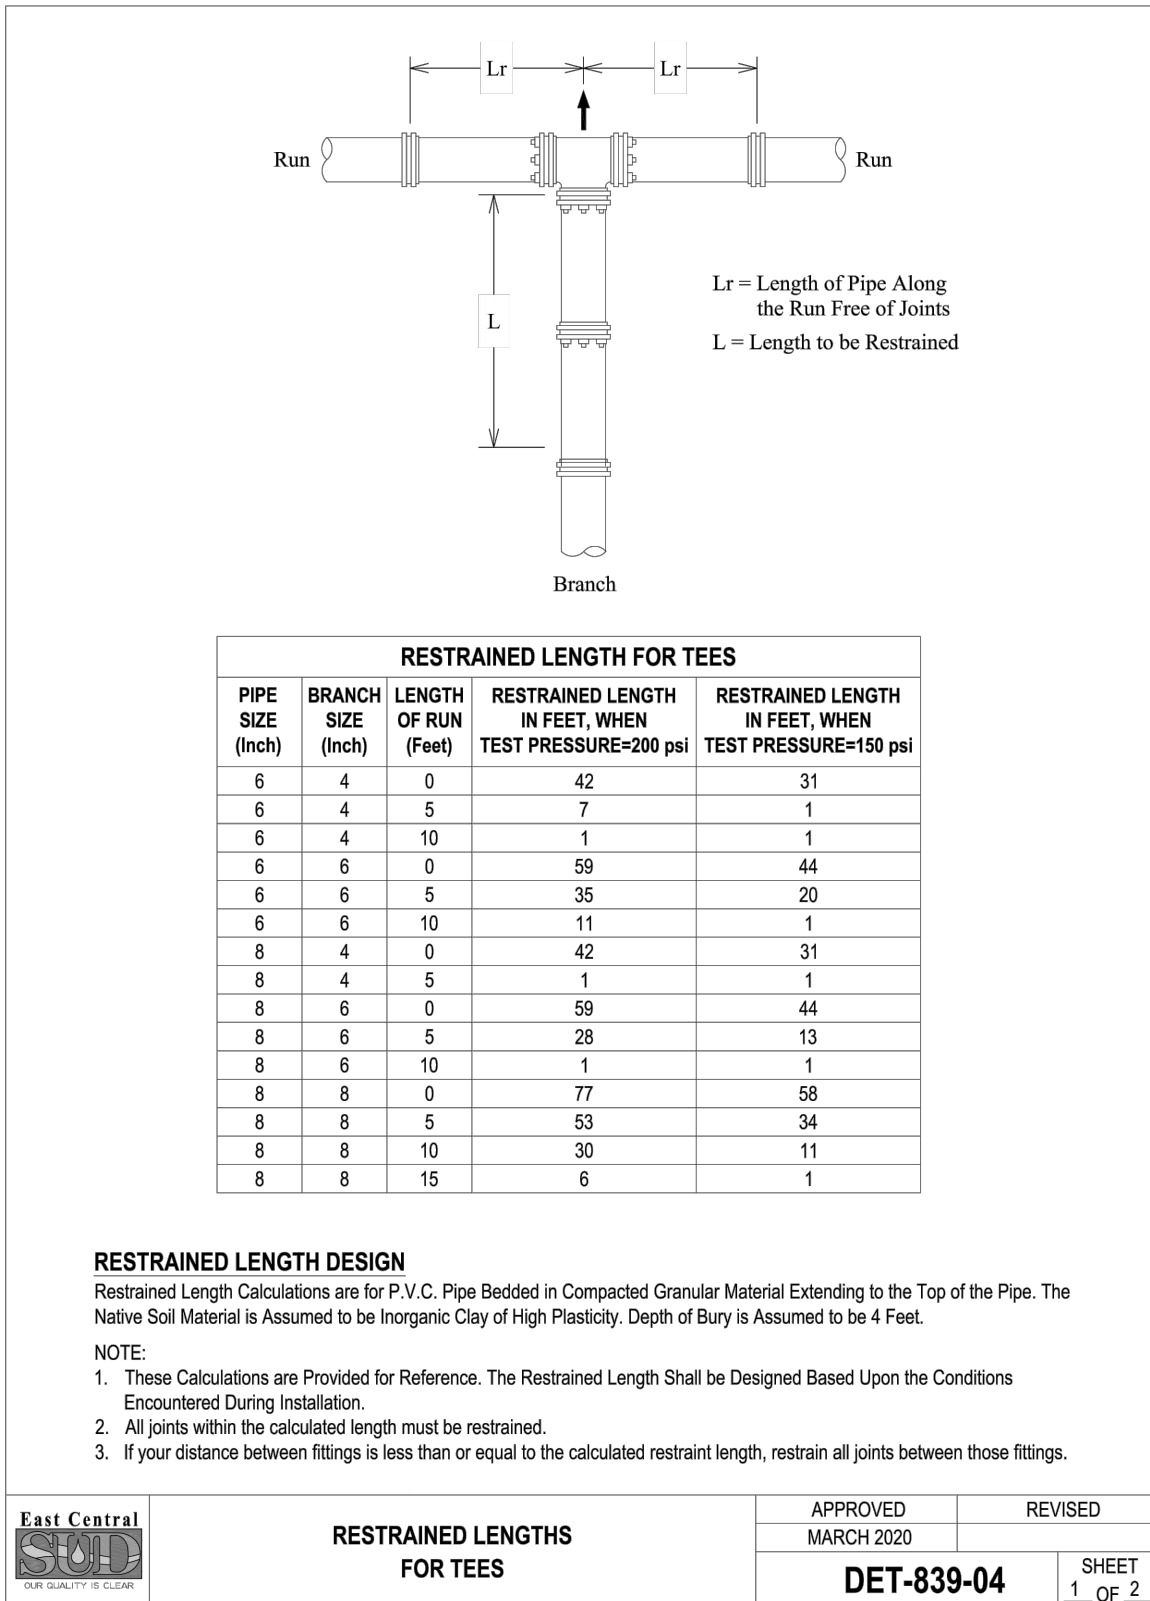 Lr Lr
Run Run
L
Lr = Length of Pipe Along
the Run Free of Joints
L = Length to be Restrained
Branch
RESTRAINED LENGTH FOR TEES
PIPE SIZE (Inch) BRANCH SIZE (Inch) LENGTH OF RUN (Feet) RESTRAINED LENGTH IN FEET, WHEN TEST PRESSURE=200 psi RESTRAINED LENGTH IN FEET, WHEN TEST PRESSURE=150 psi
6 4 0 42 31
6 4 5 7 1
6 4 10 1 1
6 6 0 59 44
6 6 5 35 20
6 6 10 11 1
8 4 0 42 31
8 4 5 1 1
8 6 0 59 44
8 6 5 28 13
8 6 10 1 1
8 8 0 77 58
8 8 5 53 34
8 8 10 30 11
8 8 15 6 1
RESTRAINED LENGTH DESIGN
Restrained Length Calculations are for P.V.C. Pipe Bedded in Compacted Granular Material Extending to the Top of the Pipe. The
Native Soil Material is Assumed to be Inorganic Clay of High Plasticity. Depth of Bury is Assumed to be 4 Feet.
NOTE:
1. These Calculations are Provided for Reference. The Restrained Length Shall be Designed Based Upon the Conditions
Encountered During Installation.
2. All joints within the calculated length must be restrained.
3. If your distance between fittings is less than or equal to the calculated restraint length, restrain all joints between those fittings.
East Central
SUD
OUR QUALITY IS CLEAR
RESTRAINED LENGTHS
FOR TEES
APPROVED REVISED
MARCH 2020
DET-839-04
SHEET
1 OF 2